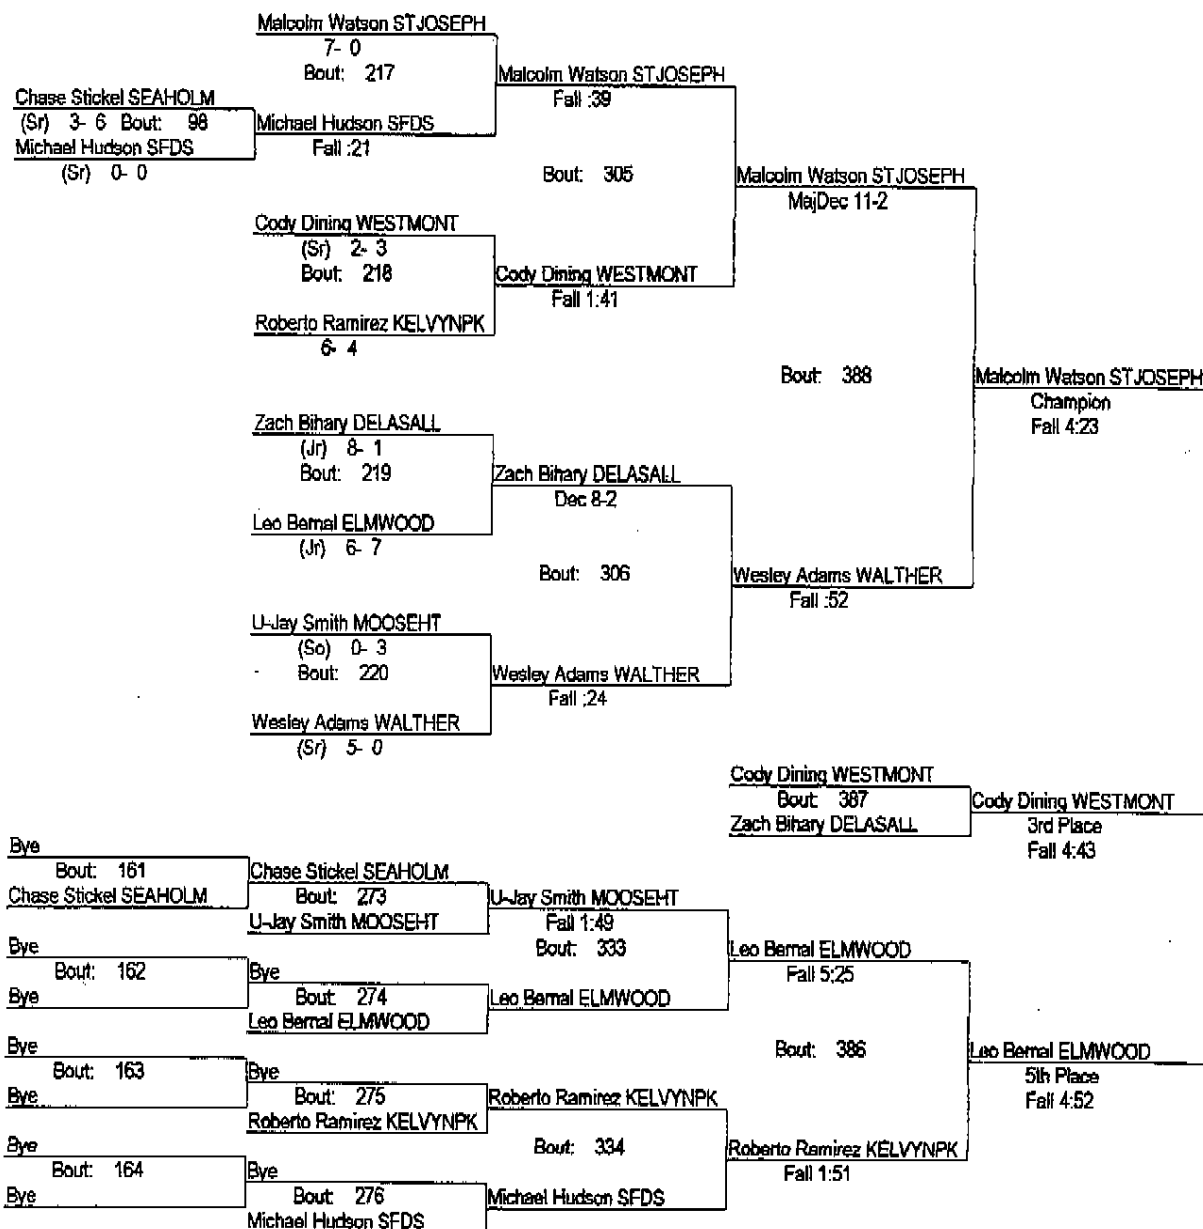 Malcolm Watson STJOSEPH
7- 0
Bout: 217
Malcolm Watson STJOSEPH
Fall :39
Chase Stickel SEAHOLM
(Sr) 3- 6 Bout: 98
Michael Hudson SFDS
Fall :21
Michael Hudson SFDS
(Sr) 0- 0
Bout: 305
Malcolm Watson STJOSEPH
MajDec 11-2
Cody Dining WESTMONT
(Sr) 2- 3
Bout: 218
Cody Dining WESTMONT
Fall 1:41
Roberto Ramirez KELVYNPK
6- 4
Bout: 388
Malcolm Watson STJOSEPH
Champion
Fall 4:23
Zach Bihary DELASALL
(Jr) 8- 1
Bout: 219
Zach Bihary DELASALL
Dec 8-2
Leo Bernal ELMWOOD
(Jr) 6- 7
Bout: 306
Wesley Adams WALTHER
Fall :52
U-Jay Smith MOOSEHT
(So) 0- 3
Bout: 220
Wesley Adams WALTHER
Fall :24
Wesley Adams WALTHER
(Sr) 5- 0
Cody Dining WESTMONT
Bout: 387
Cody Dining WESTMONT
Zach Bihary DELASALL
3rd Place
Fall 4:43
Bye
Bout: 161
Chase Stickel SEAHOLM
Chase Stickel SEAHOLM
Bout: 273
U-Jay Smith MOOSEHT
U-Jay Smith MOOSEHT
Fall 1:49
Bye
Bout: 333
Leo Bernal ELMWOOD
Bout: 162
Bye
Fall 5:25
Bye
Bout: 274
Leo Bernal ELMWOOD
Leo Bernal ELMWOOD
Bye
Bout: 386
Leo Bernal ELMWOOD
Bout: 163
Bye
5th Place
Bye
Bout: 275
Roberto Ramirez KELVYNPK
Fall 4:52
Roberto Ramirez KELVYNPK
Bye
Bout: 334
Roberto Ramirez KELVYNPK
Bout: 164
Bye
Fall 1:51
Bye
Bout: 276
Michael Hudson SFDS
Michael Hudson SFDS